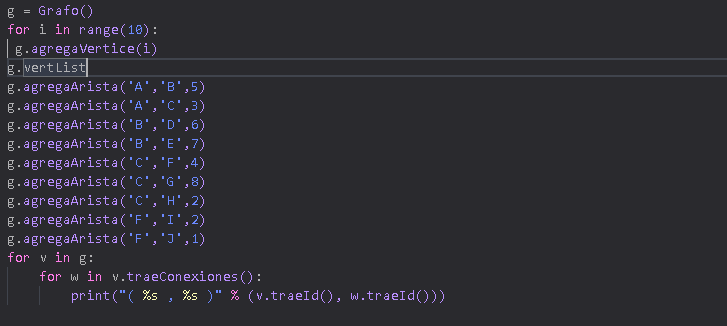 g = Grafo()
for i in range(10):
 g.agregaVertice(i)
g.vertList
g.agregaArista('A','B',5)
g.agregaArista('A','C',3)
g.agregaArista('B','D',6)
g.agregaArista('B','E',7)
g.agregaArista('C','F',4)
g.agregaArista('C','G',8)
g.agregaArista('C','H',2)
g.agregaArista('F','I',2)
g.agregaArista('F','J',1)
for v in g:
    for w in v.traeConexiones():
        print("( %s , %s )" % (v.traeId(), w.traeId()))